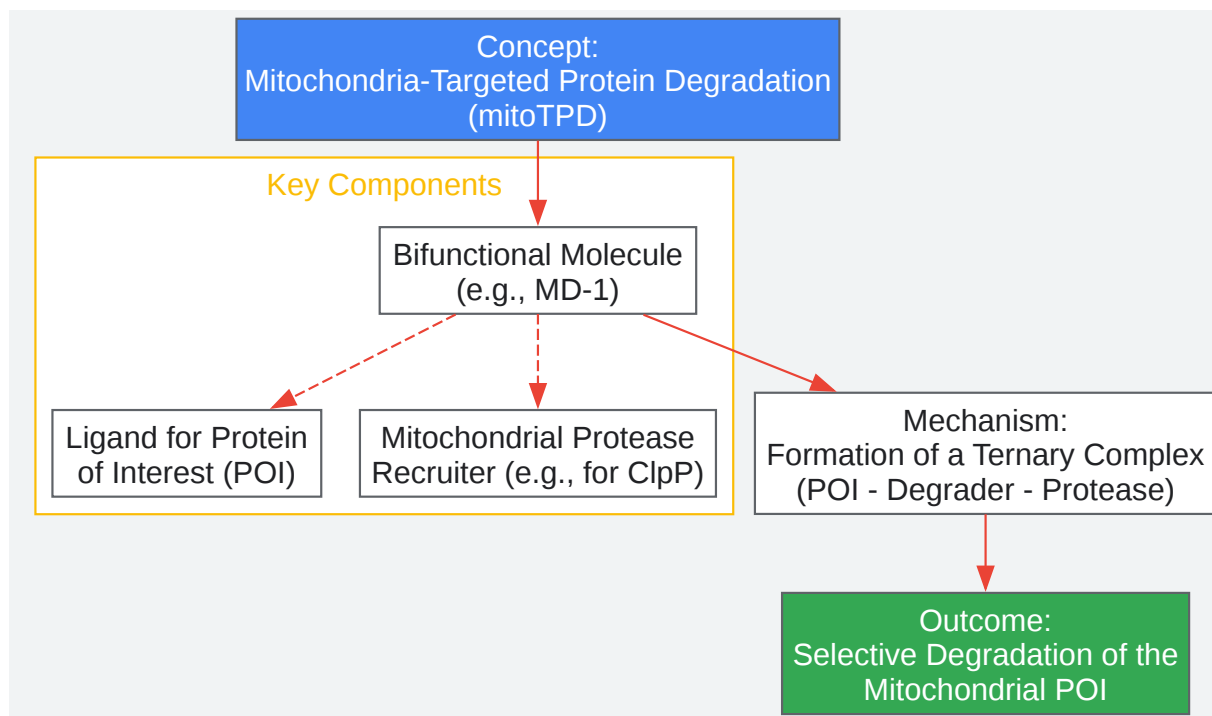 Concept:
Mitochondria-Targeted Protein Degradation
(mitoTPD)
Key Components
Bifunctional Molecule
(e.g., MD-1)
Ligand for Protein
of Interest (POI)
Mitochondrial Protease
Recruiter (e.g., for ClpP)
Mechanism:
Formation of a Ternary Complex
(POI - Degrader - Protease)
Outcome:
Selective Degradation of the
Mitochondrial POI